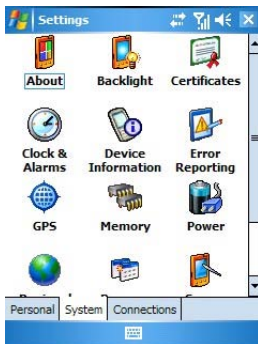 Settings
About
Backlight
Certificates
Clock &
Alarms
Device
Information
Error
Reporting
GPS
Memory
Power
Personal
System
Connections